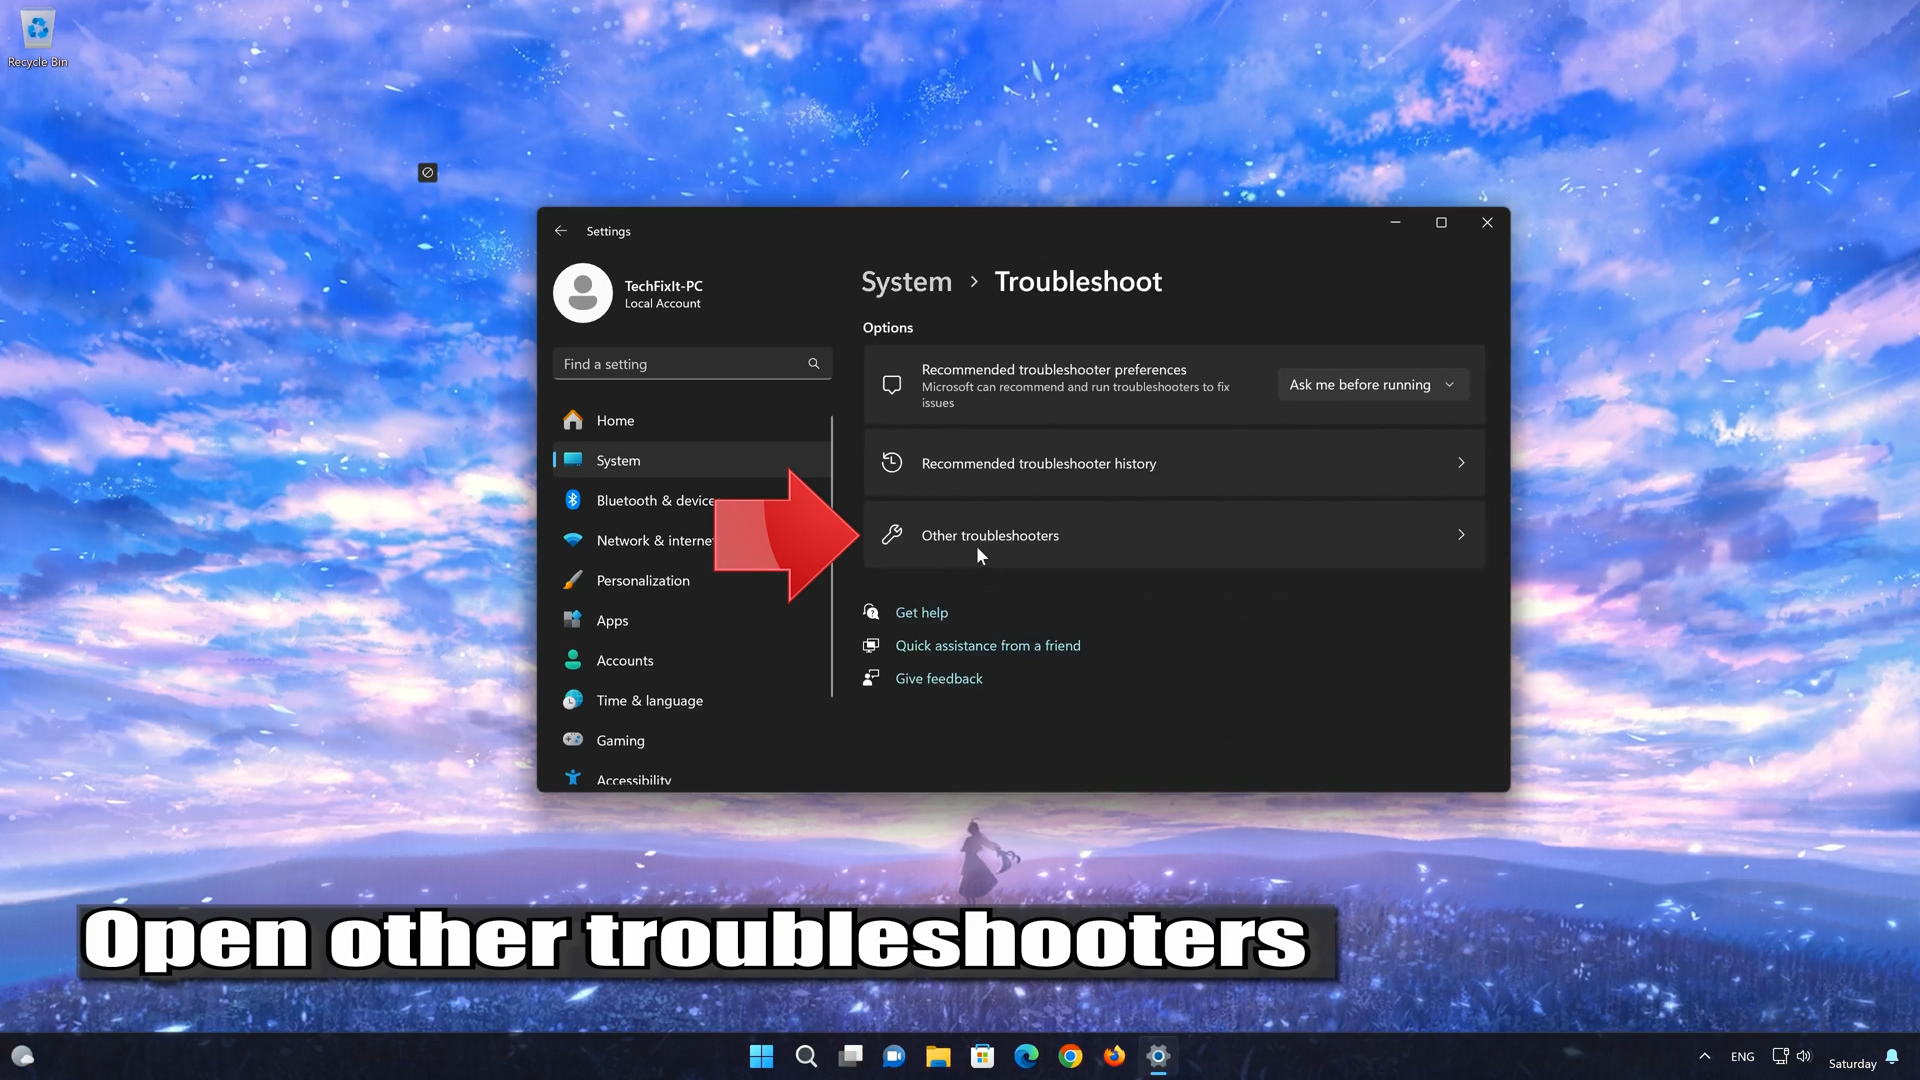 Recycle Bin
Settings
TechFixIt-PC
Local Account
Find a setting
Home
System
Bluetooth & device
Network & interne
Personalization
Apps
Accounts
Time & language
Gaming
Accessibility
System > Troubleshoot
Options
Recommended troubleshooter preferences
Microsoft can recommend and run troubleshooters to fix
issues
Ask me before running
Recommended troubleshooter history
Other troubleshooters
Get help
Quick assistance from a friend
Give feedback
Open other troubleshooters
ENG
Saturday